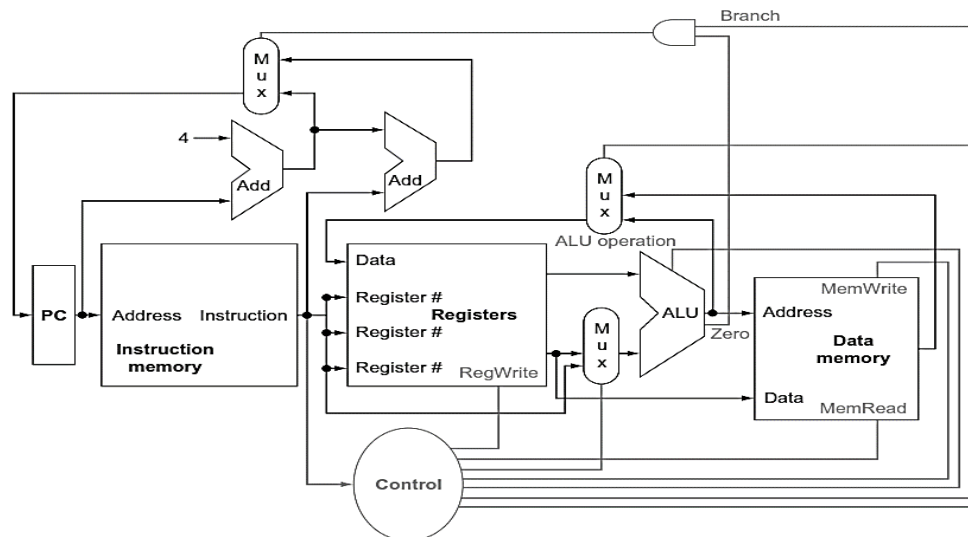 Branch
M
u
x
4
Add
Add
M
u
x
ALU operation
Data
Register #
Registers
Register #
Register #
RegWrite
PC
Address
Instruction
Instruction
memory
M
u
x
ALU
Zero
MemWrite
Address
Data
memory
Data
MemRead
Control